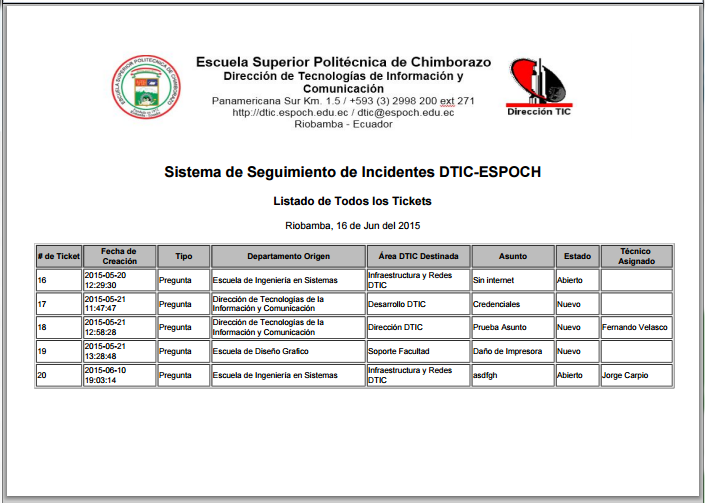 ESCUELA SUPERIOR POLITÉCNICA DE CHIMBORAZO
Escuela Superior Politécnica de Chimborazo
Dirección de Tecnologías de Información y
Comunicación
Panamericana Sur Km. 1.5 / +593 (3) 2998 200 ext 271
http://dtic.espoch.edu.ec / dtic@espoch.edu.ec
Riobamba - Ecuador
Dirección TIC
Sistema de Seguimiento de Incidentes DTIC-ESPOCH
Listado de Todos los Tickets
Riobamba, 16 de Jun del 2015
# de Ticket Fecha de Creación Tipo Departamento Origen Área DTIC Destinada Asunto Estado Técnico Asignado
16 2015-05-20 12:29:30 Pregunta Escuela de Ingeniería en Sistemas Infraestructura y Redes DTIC Sin internet Abierto
17 2015-05-21 11:47:47 Pregunta Dirección de Tecnologías de la Información y Comunicación Desarrollo DTIC Credenciales Nuevo
18 2015-05-21 12:58:28 Pregunta Dirección de Tecnologías de la Información y Comunicación Dirección DTIC Prueba Asunto Nuevo Fernando Velasco
19 2015-05-21 13:28:48 Pregunta Escuela de Diseño Grafico Soporte Facultad Daño de Impresora Nuevo
20 2015-06-10 19:03:14 Pregunta Escuela de Ingeniería en Sistemas Infraestructura y Redes DTIC asdfgh Abierto Jorge Carpio